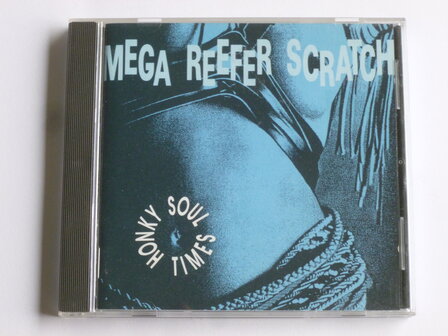 MEGA REEFER SCRATCH
HONKY SOUL TIMES